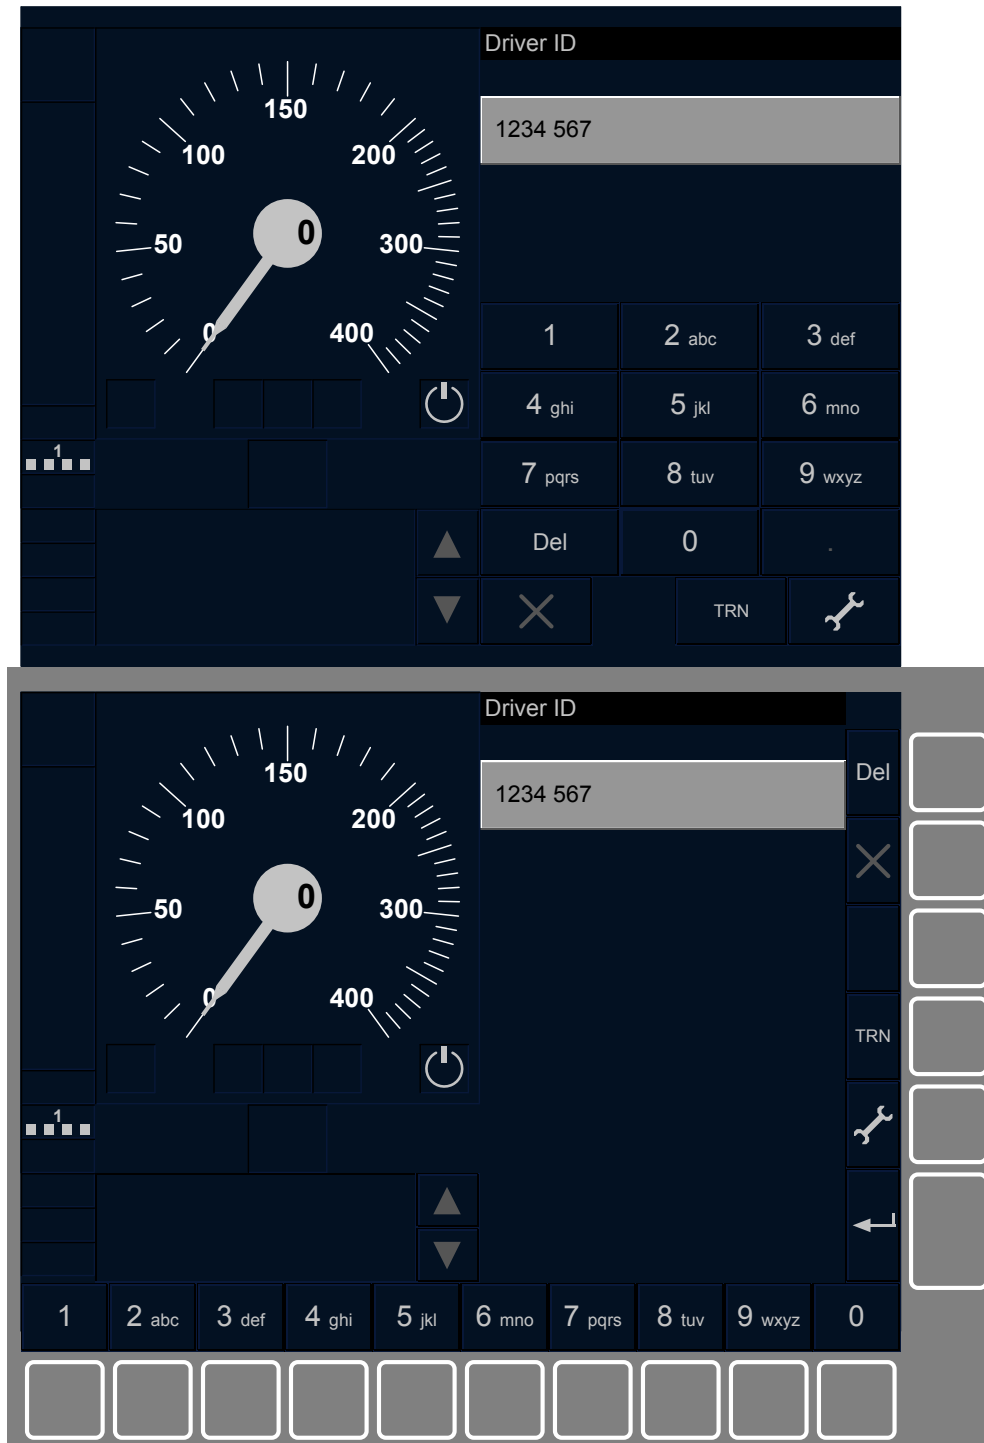 Driver ID
1234 567
150
100
200
50
0
300
0
400
1
2 abc
3 def
4 ghi
5 jkl
6 mno
7 pqrs
8 tuv
9 wxyz
Del
0
.
TRN
1
Driver ID
1234 567
150
100
200
50
0
300
0
400
Del
TRN
1
1
2 abc
3 def
4 ghi
5 jkl
6 mno
7 pqrs
8 tuv
9 wxyz
0